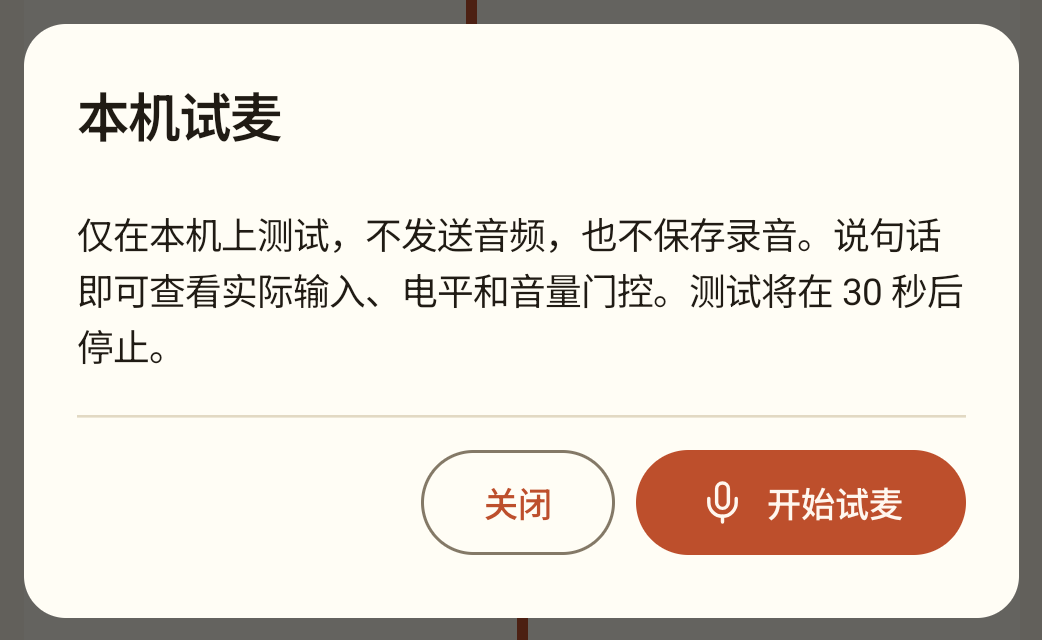 本机试麦
仅在本机上测试，不发送音频，也不保存录音。说句话
即可查看实际输入、电平和音量门控。测试将在 30 秒后
停止。
关闭
开始试麦